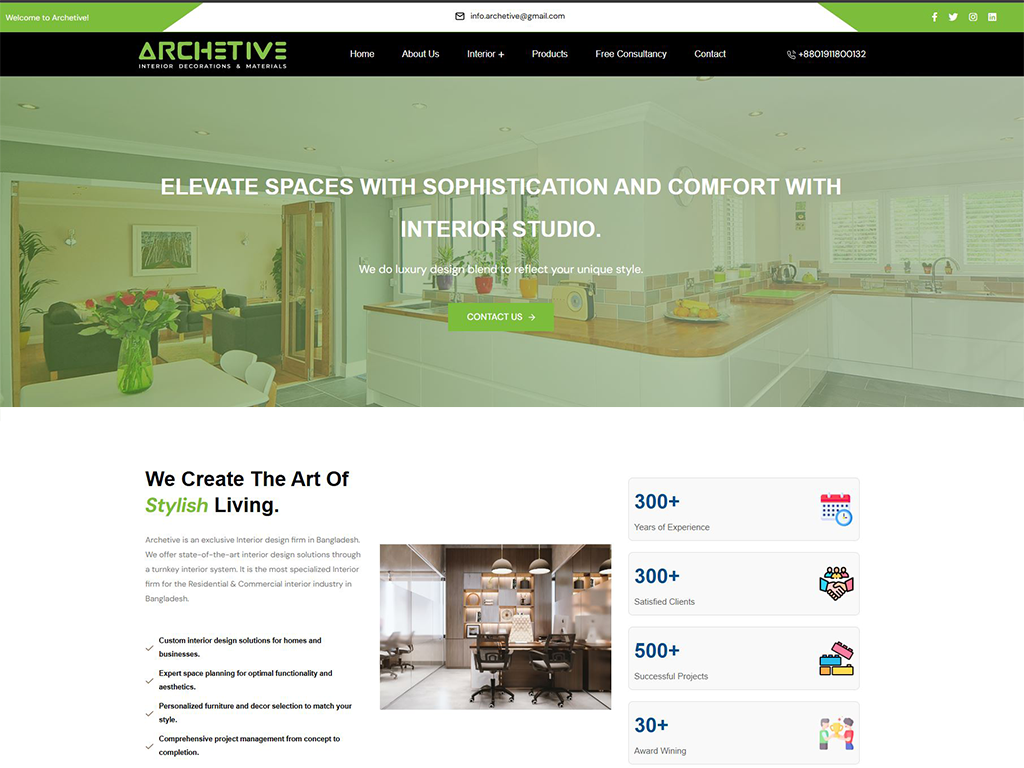 Welcome to Archetive!
info.archetive@gmail.com
ARCHETIVE
INTERIOR DECORATIONS & MATERIALS
Home
About Us
Interior +
Products
Free Consultancy
Contact
+8801911800132
ELEVATE SPACES WITH SOPHISTICATION AND COMFORT WITH
INTERIOR STUDIO.
We do luxury design blend to reflect your unique style.
CONTACT US →
We Create The Art Of
Stylish Living.
Archetive is an exclusive Interior design firm in Bangladesh.
We offer state-of-the-art interior design solutions through
a turnkey interior system. It is the most specialized Interior
firm for the Residential & Commercial interior industry in
Bangladesh.
Custom interior design solutions for homes and
businesses.
Expert space planning for optimal functionality and
aesthetics.
Personalized furniture and decor selection to match your
style.
Comprehensive project management from concept to
completion.
300+
Years of Experience
300+
Satisfied Clients
500+
Successful Projects
30+
Award Wining